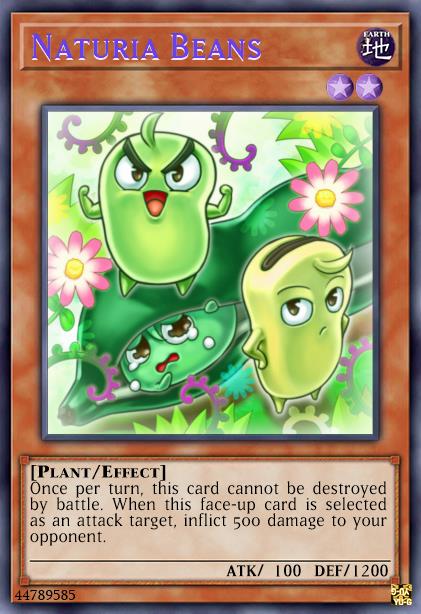 NATURIA BEANS
EARTH
地
[PLANT/EFFECT]
Once per turn, this card cannot be destroyed
by battle. When this face-up card is selected
as an attack target, inflict 500 damage to your
opponent.
ATK/ 100 DEF/1200
44789585